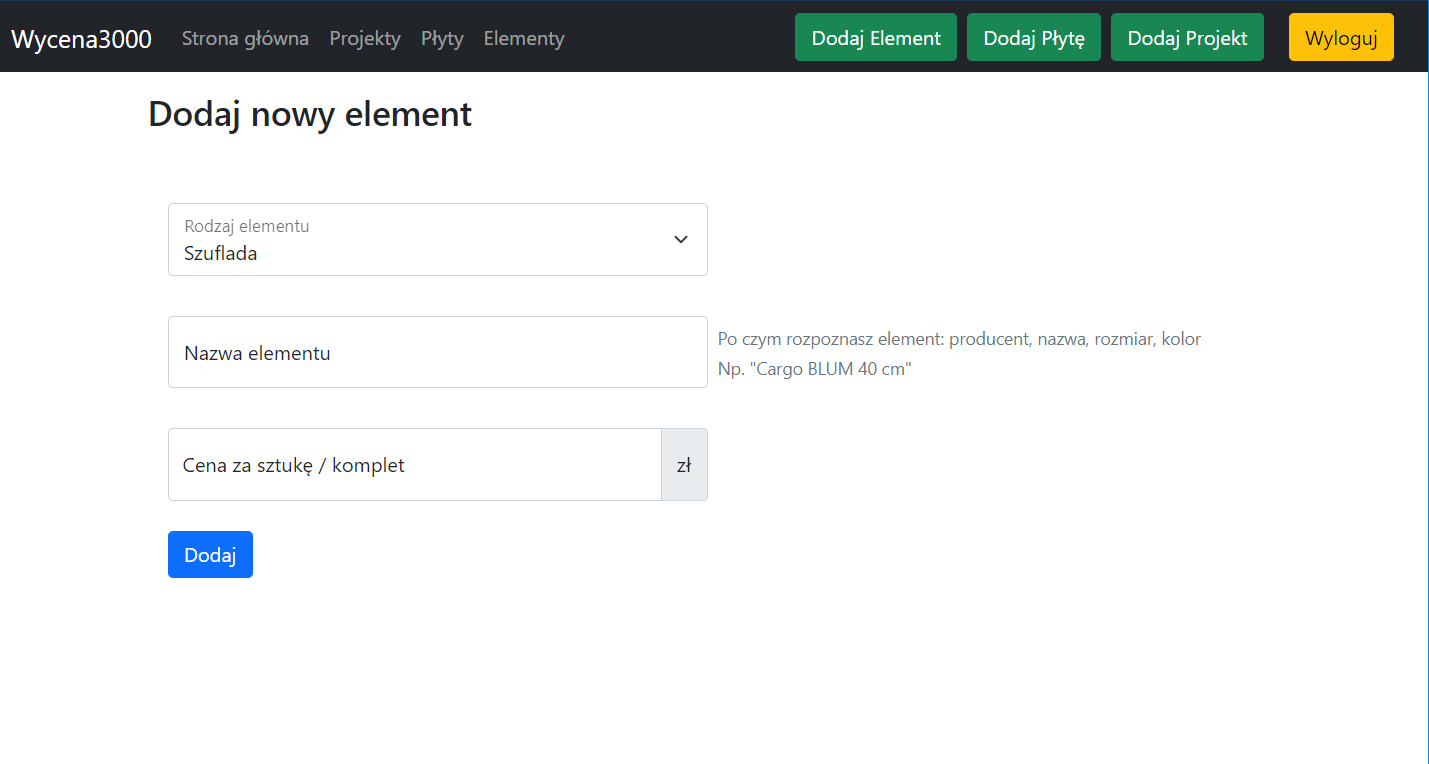 Wycena3000 Strona główna Projekty Płyty Elementy Dodaj Element Dodaj Płytę Dodaj Projekt Wyloguj
Dodaj nowy element
Rodzaj elementu
Szuflada
Nazwa elementu
Po czym rozpoznasz element: producent, nazwa, rozmiar, kolor
Np. "Cargo BLUM 40 cm"
Cena za sztukę / komplet zł
Dodaj